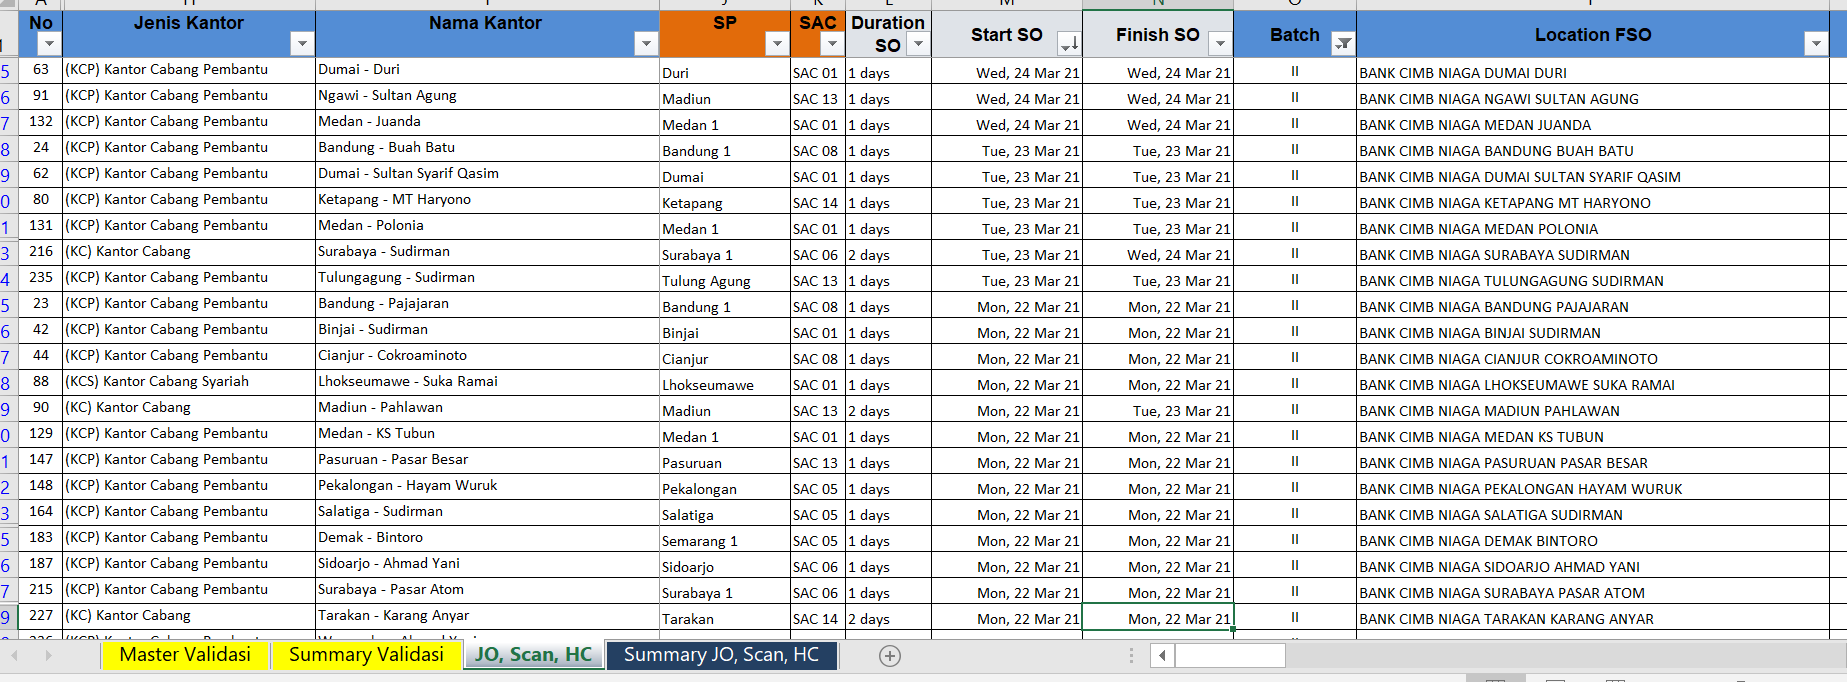 No Jenis Kantor Nama Kantor SP SAC Duration SO Start SO Finish SO Batch Location FSO
5 63 (KCP) Kantor Cabang Pembantu Dumai - Duri Duri SAC 01 1 days Wed, 24 Mar 21 Wed, 24 Mar 21 II BANK CIMB NIAGA DUMAI DURI
6 91 (KCP) Kantor Cabang Pembantu Ngawi - Sultan Agung Madiun SAC 13 1 days Wed, 24 Mar 21 Wed, 24 Mar 21 II BANK CIMB NIAGA NGAWI SULTAN AGUNG
7 132 (KCP) Kantor Cabang Pembantu Medan - Juanda Medan 1 SAC 01 1 days Wed, 24 Mar 21 Wed, 24 Mar 21 II BANK CIMB NIAGA MEDAN JUANDA
8 24 (KCP) Kantor Cabang Pembantu Bandung - Buah Batu Bandung 1 SAC 08 1 days Tue, 23 Mar 21 Tue, 23 Mar 21 II BANK CIMB NIAGA BANDUNG BUAH BATU
9 62 (KCP) Kantor Cabang Pembantu Dumai - Sultan Syarif Qasim Dumai SAC 01 1 days Tue, 23 Mar 21 Tue, 23 Mar 21 II BANK CIMB NIAGA DUMAI SULTAN SYARIF QASIM
0 80 (KCP) Kantor Cabang Pembantu Ketapang - MT Haryono Ketapang SAC 14 1 days Tue, 23 Mar 21 Tue, 23 Mar 21 II BANK CIMB NIAGA KETAPANG MT HARYONO
1 131 (KCP) Kantor Cabang Pembantu Medan - Polonia Medan 1 SAC 01 1 days Tue, 23 Mar 21 Tue, 23 Mar 21 II BANK CIMB NIAGA MEDAN POLONIA
3 216 (KC) Kantor Cabang Surabaya - Sudirman Surabaya 1 SAC 06 2 days Tue, 23 Mar 21 Wed, 24 Mar 21 II BANK CIMB NIAGA SURABAYA SUDIRMAN
4 235 (KCP) Kantor Cabang Pembantu Tulungagung - Sudirman Tulung Agung SAC 13 1 days Tue, 23 Mar 21 Tue, 23 Mar 21 II BANK CIMB NIAGA TULUNGAGUNG SUDIRMAN
5 23 (KCP) Kantor Cabang Pembantu Bandung - Pajajaran Bandung 1 SAC 08 1 days Mon, 22 Mar 21 Mon, 22 Mar 21 II BANK CIMB NIAGA BANDUNG PAJAJARAN
6 42 (KCP) Kantor Cabang Pembantu Binjai - Sudirman Binjai SAC 01 1 days Mon, 22 Mar 21 Mon, 22 Mar 21 II BANK CIMB NIAGA BINJAI SUDIRMAN
7 44 (KCP) Kantor Cabang Pembantu Cianjur - Cokroaminoto Cianjur SAC 08 1 days Mon, 22 Mar 21 Mon, 22 Mar 21 II BANK CIMB NIAGA CIANJUR COKROAMINOTO
8 88 (KCS) Kantor Cabang Syariah Lhokseumawe - Suka Ramai Lhokseumawe SAC 01 1 days Mon, 22 Mar 21 Mon, 22 Mar 21 II BANK CIMB NIAGA LHOKSEUMAWE SUKA RAMAI
9 90 (KC) Kantor Cabang Madiun - Pahlawan Madiun SAC 13 2 days Mon, 22 Mar 21 Tue, 23 Mar 21 II BANK CIMB NIAGA MADIUN PAHLAWAN
0 129 (KCP) Kantor Cabang Pembantu Medan - KS Tubun Medan 1 SAC 01 1 days Mon, 22 Mar 21 Mon, 22 Mar 21 II BANK CIMB NIAGA MEDAN KS TUBUN
1 147 (KCP) Kantor Cabang Pembantu Pasuruan - Pasar Besar Pasuruan SAC 13 1 days Mon, 22 Mar 21 Mon, 22 Mar 21 II BANK CIMB NIAGA PASURUAN PASAR BESAR
2 148 (KCP) Kantor Cabang Pembantu Pekalongan - Hayam Wuruk Pekalongan SAC 05 1 days Mon, 22 Mar 21 Mon, 22 Mar 21 II BANK CIMB NIAGA PEKALONGAN HAYAM WURUK
3 164 (KCP) Kantor Cabang Pembantu Salatiga - Sudirman Salatiga SAC 05 1 days Mon, 22 Mar 21 Mon, 22 Mar 21 II BANK CIMB NIAGA SALATIGA SUDIRMAN
5 183 (KCP) Kantor Cabang Pembantu Demak - Bintoro Semarang 1 SAC 05 1 days Mon, 22 Mar 21 Mon, 22 Mar 21 II BANK CIMB NIAGA DEMAK BINTORO
6 187 (KCP) Kantor Cabang Pembantu Sidoarjo - Ahmad Yani Sidoarjo SAC 06 1 days Mon, 22 Mar 21 Mon, 22 Mar 21 II BANK CIMB NIAGA SIDOARJO AHMAD YANI
7 215 (KCP) Kantor Cabang Pembantu Surabaya - Pasar Atom Surabaya 1 SAC 06 1 days Mon, 22 Mar 21 Mon, 22 Mar 21 II BANK CIMB NIAGA SURABAYA PASAR ATOM
9 227 (KC) Kantor Cabang Tarakan - Karang Anyar Tarakan SAC 14 2 days Mon, 22 Mar 21 Mon, 22 Mar 21 II BANK CIMB NIAGA TARAKAN KARANG ANYAR
Master Validasi Summary Validasi JO, Scan, HC Summary JO, Scan, HC